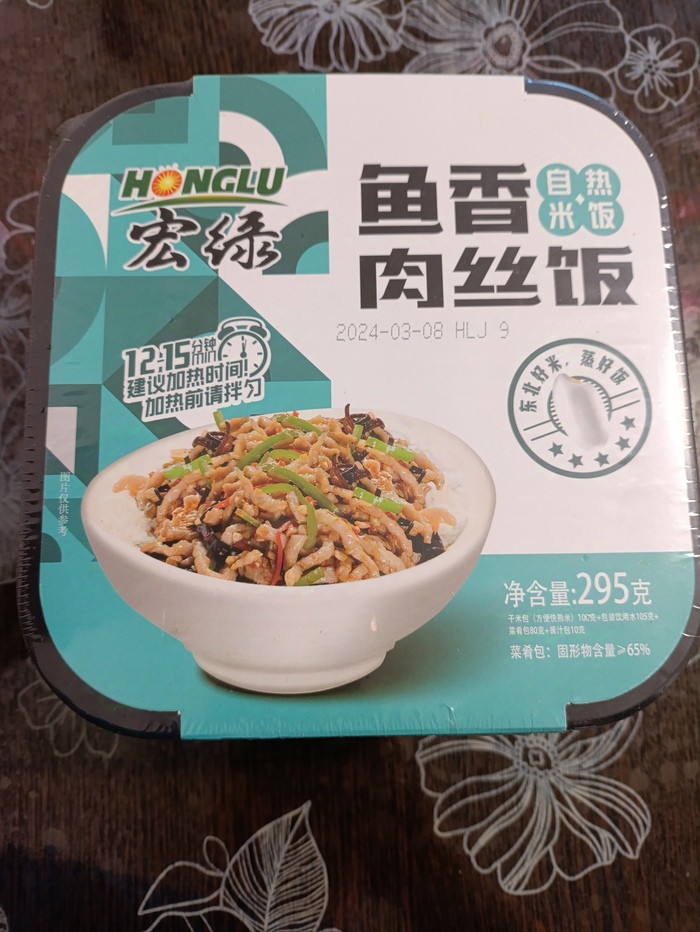 HONGLU
宏绿
鱼香
肉丝饭
自热
米饭
2024-03-08 HLJ 9
12-15分钟
建议加热时间!
加热前请拌匀
东北好米，蒸好饭
图片仅供参考
净含量:295克
干米包（方便快熟米）100克+包装饮用水105克+
菜肴包80克+酱汁包10克
菜肴包：固形物含量≥65%